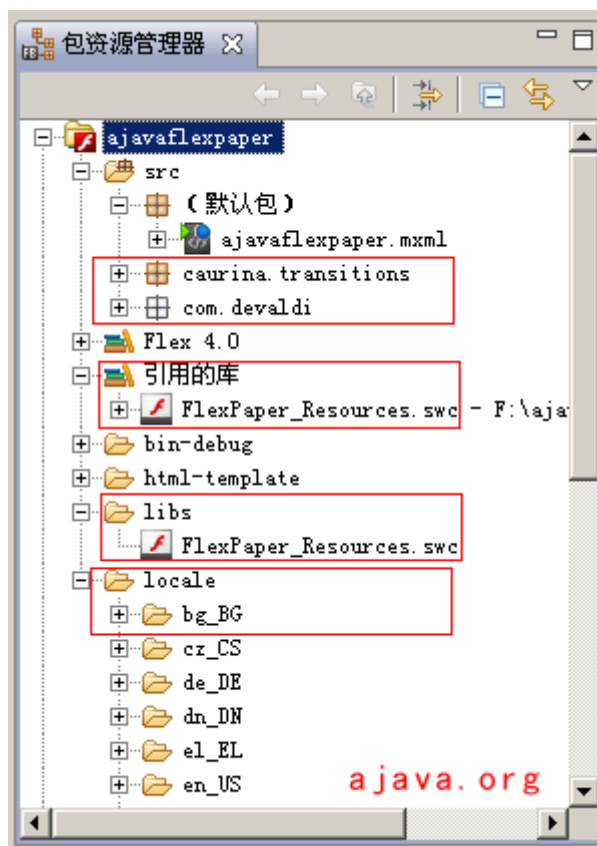 包资源管理器
ajavaflexpaper
src
(默认包)
ajavaflexpaper.mxml
caurina.transitions
com.devaldi
Flex 4.0
引用的库
FlexPaper_Resources.swc - F:\aja
bin-debug
html-template
libs
FlexPaper_Resources.swc
locale
bg_BG
cz_CS
de_DE
dn_DN
el_EL
en_US
ajava.org